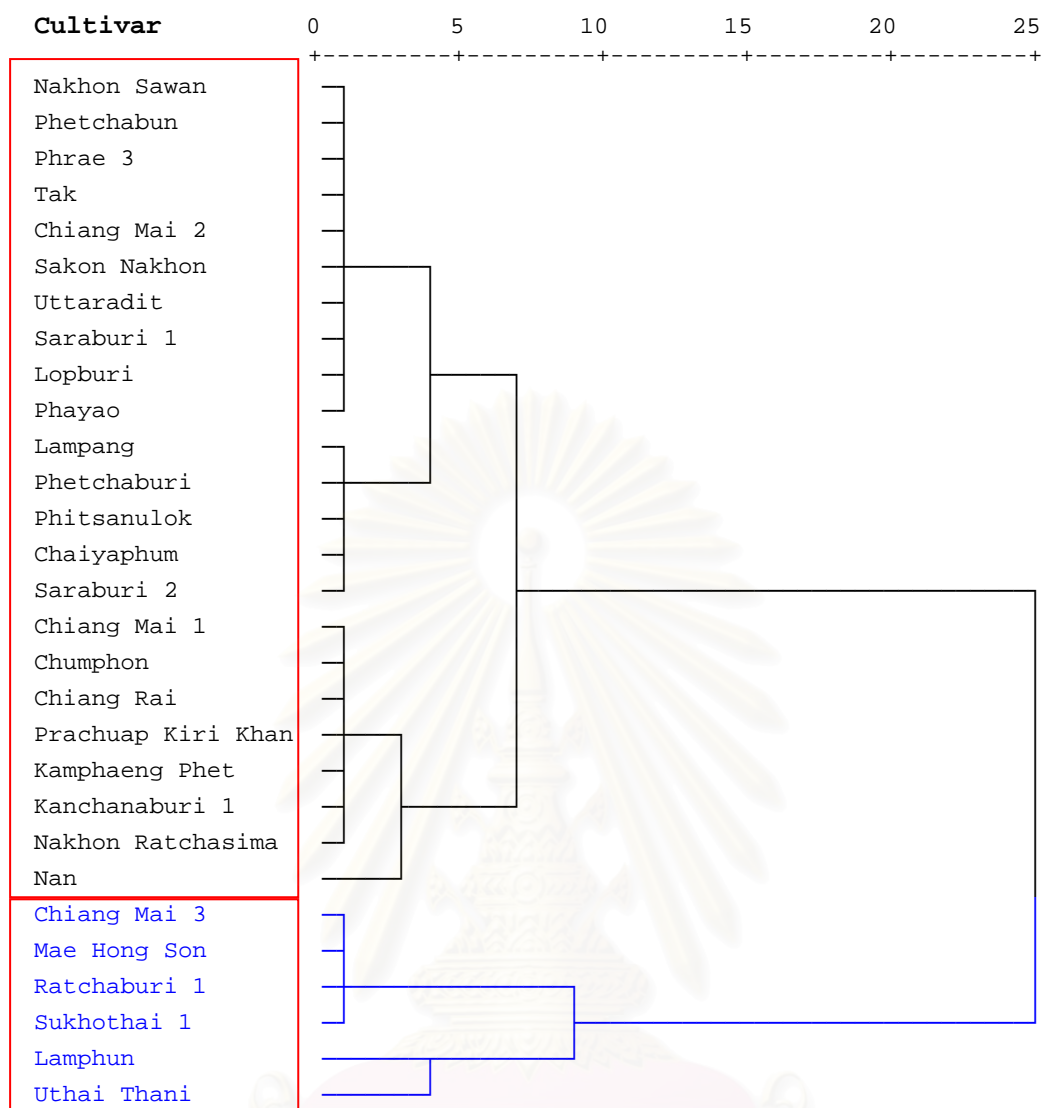 Cultivar 0 5 10 15 20 25
Nakhon Sawan
Phetchabun
Phrae 3
Tak
Chiang Mai 2
Sakon Nakhon
Uttaradit
Saraburi 1
Lopburi
Phayao
Lampang
Phetchaburi
Phitsanulok
Chaiyaphum
Saraburi 2
Chiang Mai 1
Chumphon
Chiang Rai
Prachuap Kiri Khan
Kamphaeng Phet
Kanchanaburi 1
Nakhon Ratchasima
Nan
Chiang Mai 3
Mae Hong Son
Ratchaburi 1
Sukhothai 1
Lamphun
Uthai Thani